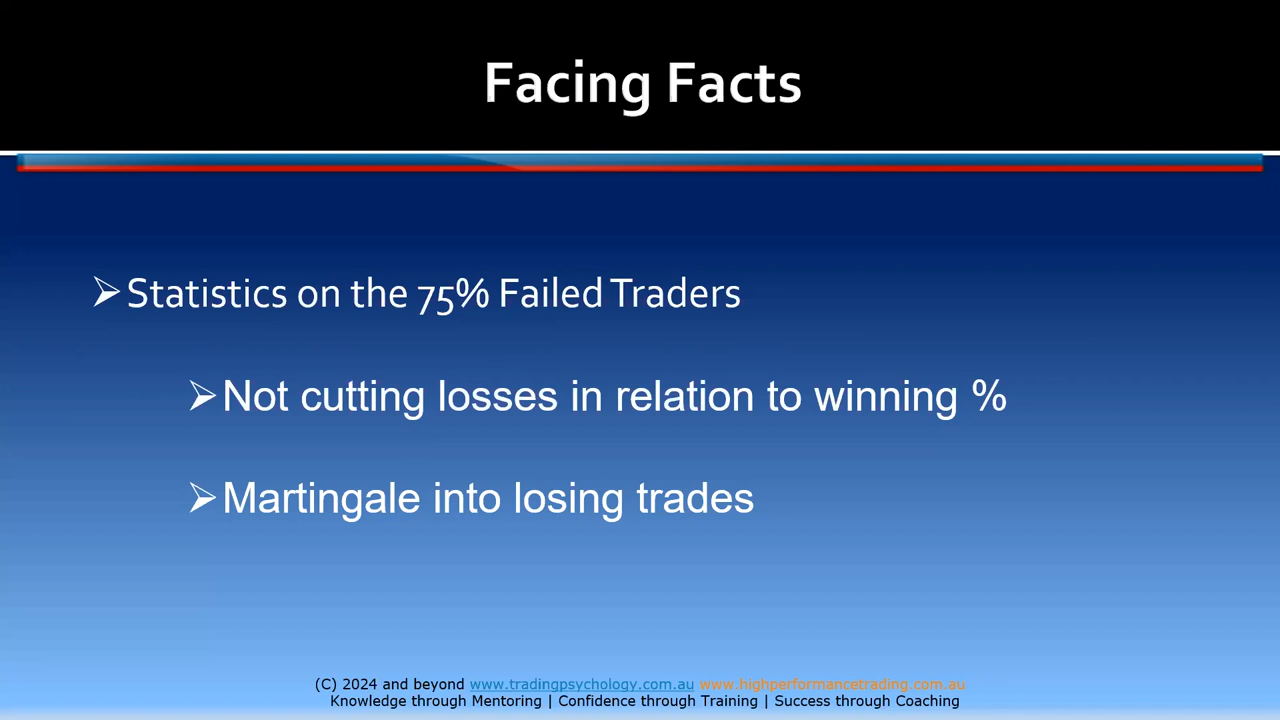 Facing Facts
➢Statistics on the 75% Failed Traders
➢Not cutting losses in relation to winning %
➢Martingale into losing trades
(C) 2024 and beyond www.tradingpsychology.com.au www.highperformancetrading.com.au
Knowledge through Mentoring | Confidence through Training | Success through Coaching